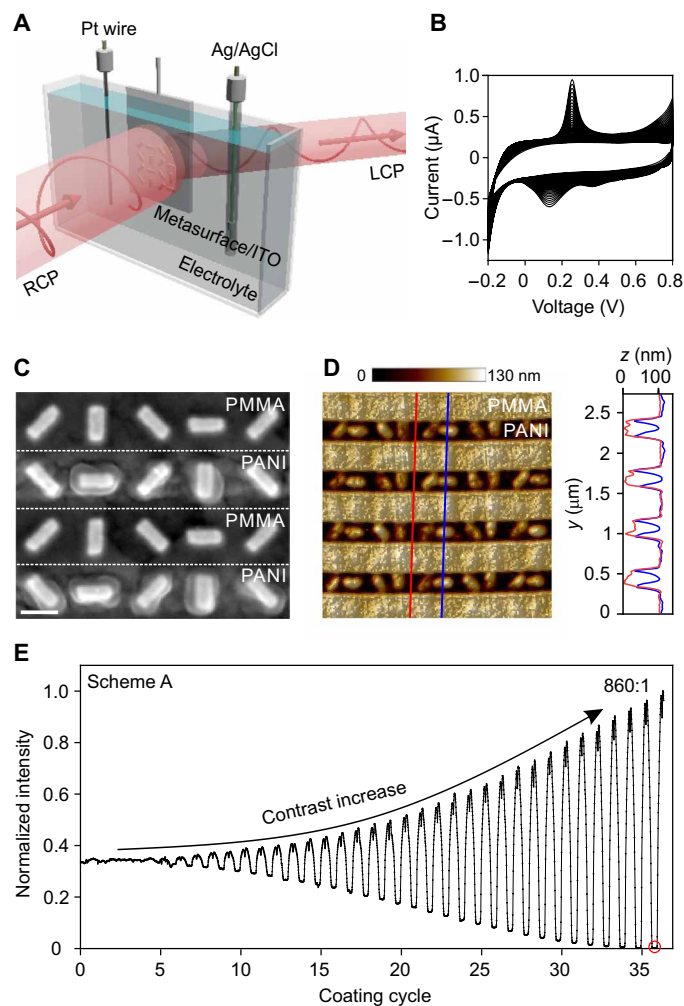 A
Pt wire
Ag/AgCl
LCP
Metasurface/ITO
Electrolyte
RCP
B
1.0
0.5
0
−0.5
−1.0
Current (µA)
−0.2 0 0.2 0.4 0.6 0.8
Voltage (V)
C
PMMA
PANI
PMMA
PANI
D
0 130 nm
PMMA
PANI
z (nm)
0 100
2.5
2
1.5
1
0.5
0
y (µm)
E
Scheme A
860:1
Contrast increase
1.0
0.8
0.6
0.4
0.2
0
Normalized intensity
0 5 10 15 20 25 30 35
Coating cycle